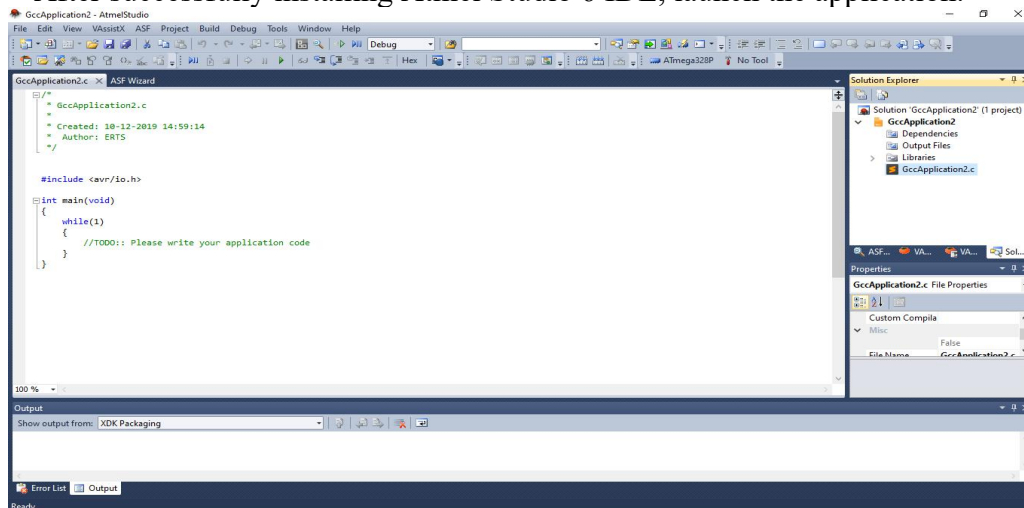 After successfully installing Atmel Studio 6 IDE, launch the application.
GccApplication2 - AtmelStudio
File Edit View VAssistX ASF Project Build Debug Tools Window Help
Debug
Hex ATmega328P No Tool
GccApplication2.c ASF Wizard
/*
* GccApplication2.c
*
* Created: 10-12-2019 14:59:14
* Author: ERTS
*/
#include <avr/io.h>
int main(void)
{
while(1)
{
//TODO:: Please write your application code
}
}
100 %
Solution Explorer
Solution 'GccApplication2' (1 project)
GccApplication2
Dependencies
Output Files
Libraries
GccApplication2.c
ASF... VA... VA... Sol...
Properties
GccApplication2.c File Properties
Custom Compila
Misc
False
File Name GccApplication2.c
Output
Show output from: XDK Packaging
Error List Output
Ready